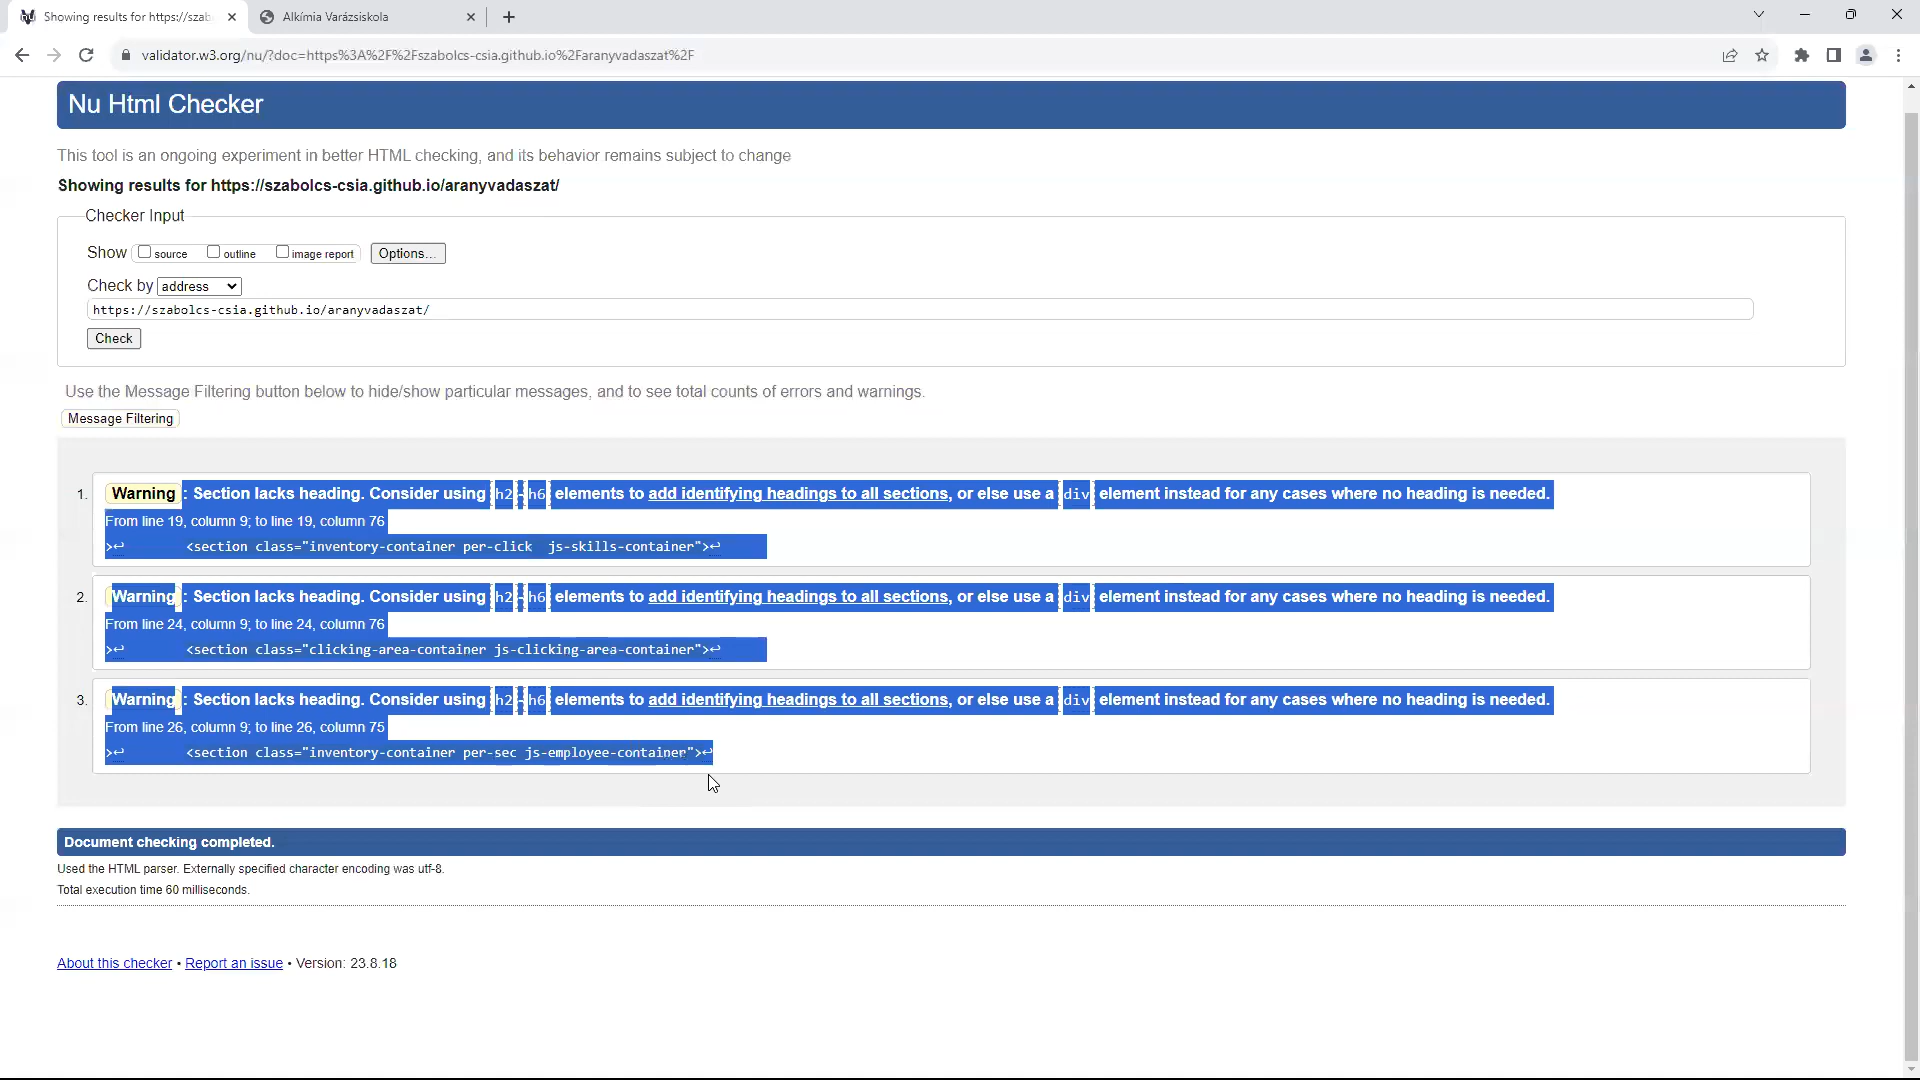 Showing results for https://szab
Alkímia Varázsiskola
validator.w3.org/nu/?doc=https%3A%2F%2Fszabolcs-csia.github.io%2Faranyvadaszat%2F
Nu Html Checker
This tool is an ongoing experiment in better HTML checking, and its behavior remains subject to change
Showing results for https://szabolcs-csia.github.io/aranyvadaszat/
Checker Input
Show source outline image report Options...
Check by address
https://szabolcs-csia.github.io/aranyvadaszat/
Check
Use the Message Filtering button below to hide/show particular messages, and to see total counts of errors and warnings.
Message Filtering
1. Warning: Section lacks heading. Consider using h2-h6 elements to add identifying headings to all sections, or else use a div element instead for any cases where no heading is needed.
From line 19, column 9; to line 19, column 76
>↩ <section class="inventory-container per-click  js-skills-container">↩
2. Warning: Section lacks heading. Consider using h2-h6 elements to add identifying headings to all sections, or else use a div element instead for any cases where no heading is needed.
From line 24, column 9; to line 24, column 76
>↩ <section class="clicking-area-container js-clicking-area-container">↩
3. Warning: Section lacks heading. Consider using h2-h6 elements to add identifying headings to all sections, or else use a div element instead for any cases where no heading is needed.
From line 26, column 9; to line 26, column 75
>↩ <section class="inventory-container per-sec js-employee-container">↩
Document checking completed.
Used the HTML parser. Externally specified character encoding was utf-8.
Total execution time 60 milliseconds.
About this checker • Report an issue • Version: 23.8.18